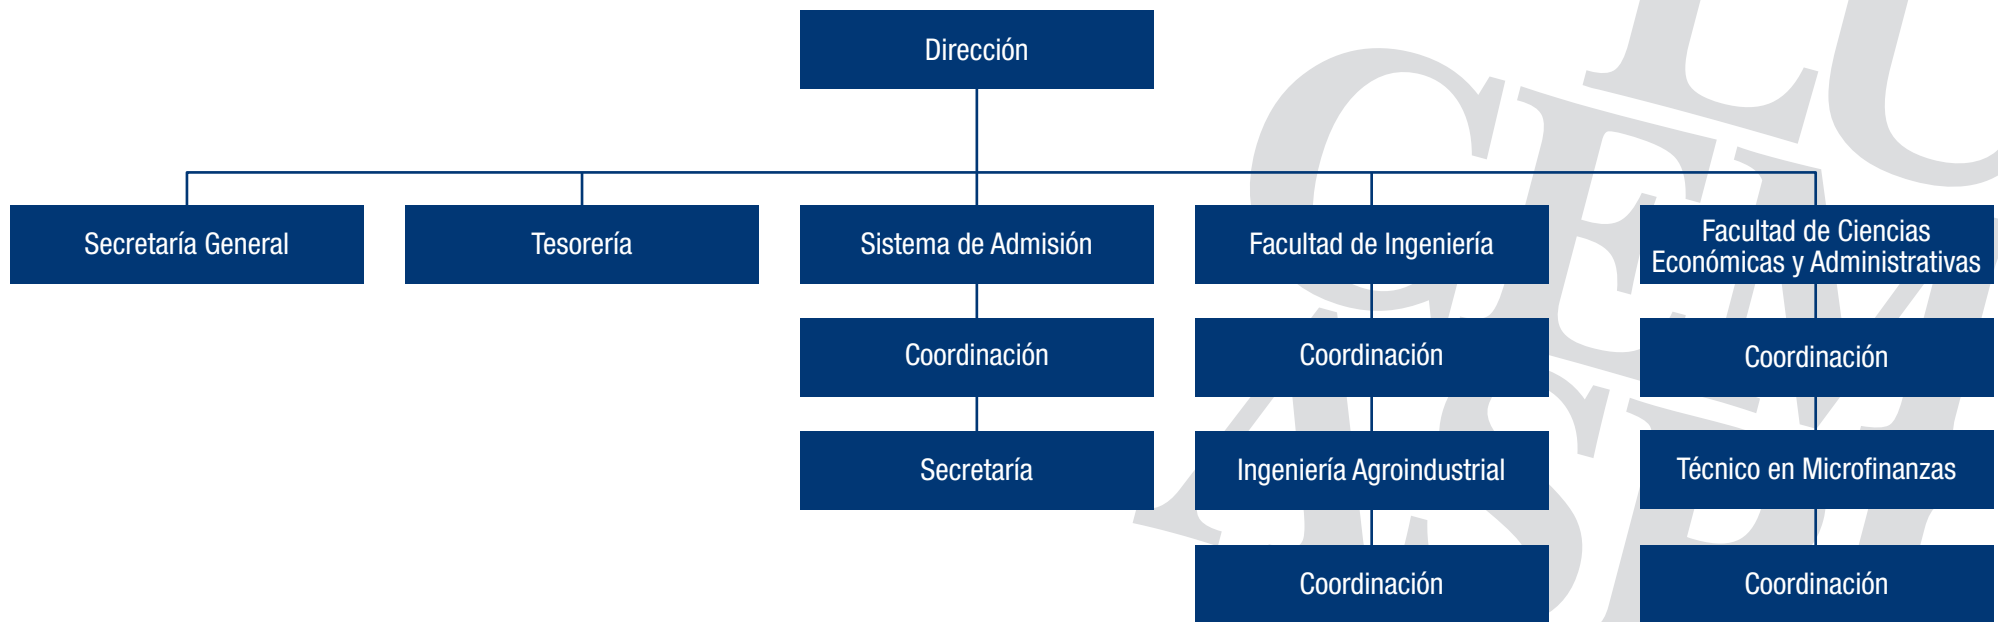 Dirección
Secretaría General
Tesorería
Sistema de Admisión
Facultad de Ingeniería
Facultad de Ciencias
Económicas y Administrativas
Coordinación
Coordinación
Coordinación
Secretaría
Ingeniería Agroindustrial
Técnico en Microfinanzas
Coordinación
Coordinación